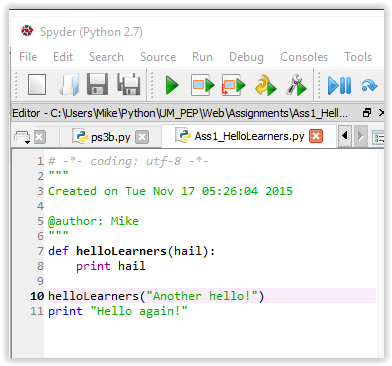 Spyder (Python 2.7)
File Edit Search Source Run Debug Consoles Tools
Editor - C:\Users\Mike\Python\UM_PEP\Web\Assignments\Ass1_Hell...
ps3b.py Ass1_HelloLearners.py
1 # -*- coding: utf-8 -*-
2 """
3 Created on Tue Nov 17 05:26:04 2015
4
5 @author: Mike
6 """
7 def helloLearners(hail):
8     print hail
9
10 helloLearners("Another hello!")
11 print "Hello again!"